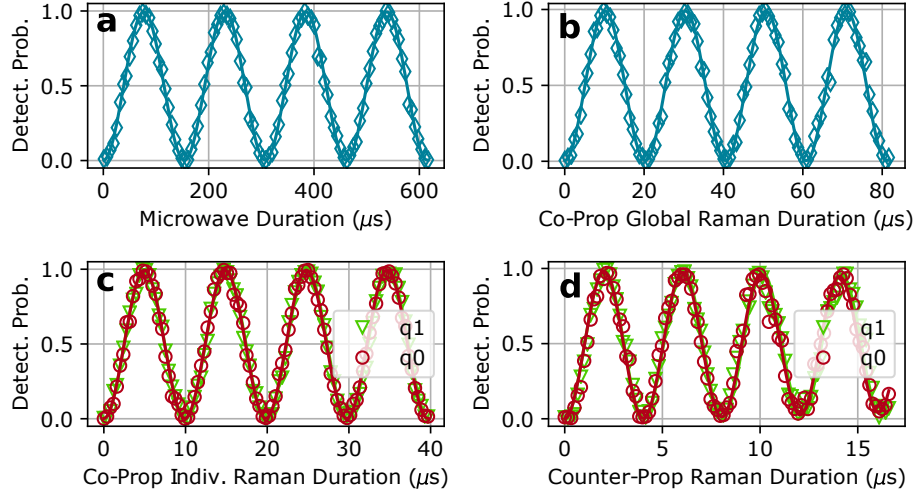 a
Detect. Prob.
1.0
0.5
0.0
0 200 400 600
Microwave Duration (μs)
b
Detect. Prob.
1.0
0.5
0.0
0 20 40 60 80
Co-Prop Global Raman Duration (μs)
c
Detect. Prob.
1.0
0.5
0.0
q1
q0
0 10 20 30 40
Co-Prop Indiv. Raman Duration (μs)
d
Detect. Prob.
1.0
0.5
0.0
q1
q0
0 5 10 15
Counter-Prop Raman Duration (μs)